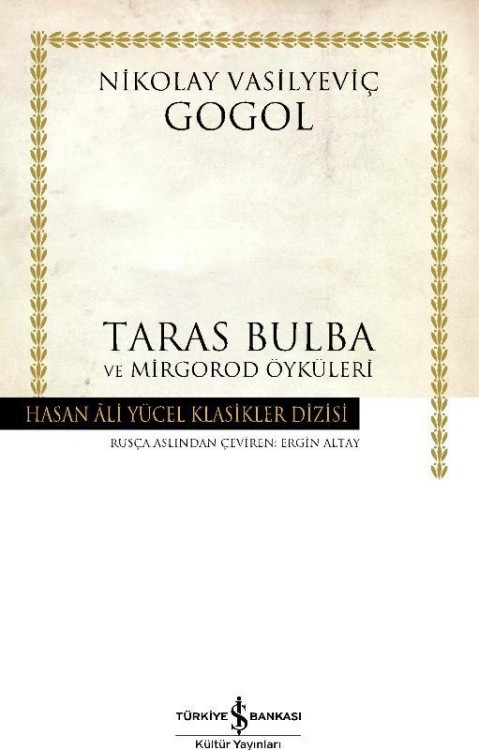 NİKOLAY VASİLYEVİÇ
GOGOL
TARAS BULBA
VE MİRGOROD ÖYKÜLERİ
HASAN ÂLİ YÜCEL KLASİKLER DİZİSİ
RUSÇA ASLINDAN ÇEVİREN: ERGİN ALTAY
TÜRKİYE İŞ BANKASI
Kültür Yayınları